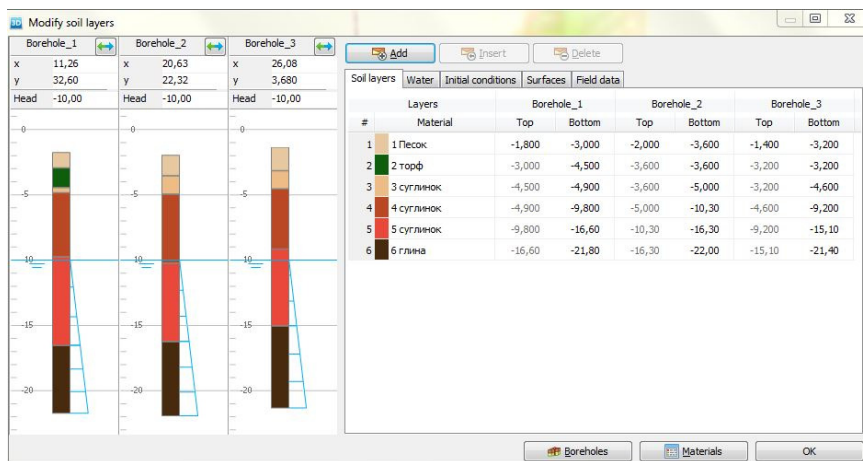 3D Modify soil layers
Borehole_1 Borehole_2 Borehole_3
x 11,26 x 20,63 x 26,08
y 32,60 y 22,32 y 3,680
Head -10,00 Head -10,00 Head -10,00
0 0 0
-5 -5 -5
-10 -10 -10
-15 -15 -15
-20 -20 -20
Add Insert Delete
Soil layers Water Initial conditions Surfaces Field data
Layers Borehole_1 Borehole_2 Borehole_3
# Material Top Bottom Top Bottom Top Bottom
1 1 Песок -1,800 -3,000 -2,000 -3,600 -1,400 -3,200
2 2 торф -3,000 -4,500 -3,600 -3,600 -3,200 -3,200
3 3 суглинок -4,500 -4,900 -3,600 -5,000 -3,200 -4,600
4 4 суглинок -4,900 -9,800 -5,000 -10,30 -4,600 -9,200
5 5 суглинок -9,800 -16,60 -10,30 -16,30 -9,200 -15,10
6 6 глина -16,60 -21,80 -16,30 -22,00 -15,10 -21,40
Boreholes Materials OK